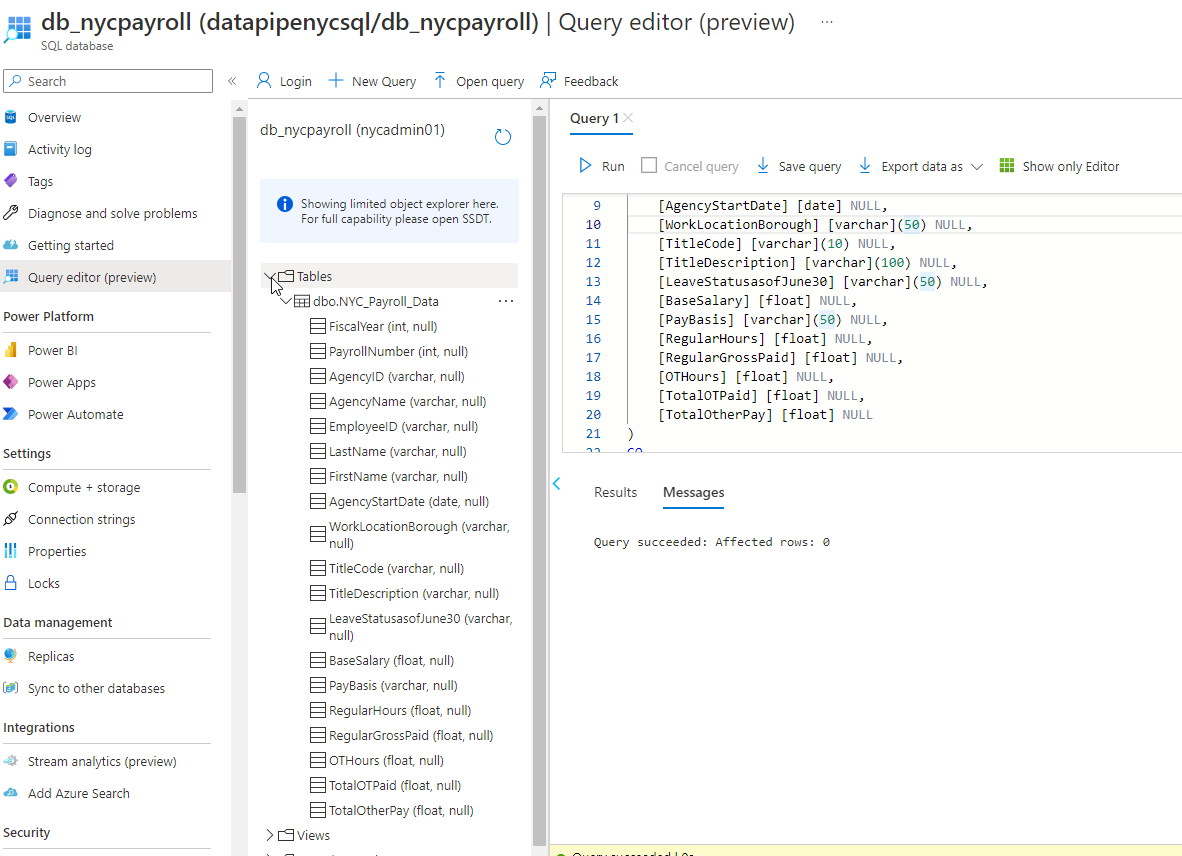 db_nycpayroll (datapipenycsql/db_nycpayroll) | Query editor (preview) ...
SQL database
Search
«
Login
New Query
Open query
Feedback
Overview
Activity log
Tags
Diagnose and solve problems
Getting started
Query editor (preview)
Power Platform
Power BI
Power Apps
Power Automate
Settings
Compute + storage
Connection strings
Properties
Locks
Data management
Replicas
Sync to other databases
Integrations
Stream analytics (preview)
Add Azure Search
Security
db_nycpayroll (nycadmin01)
Showing limited object explorer here.
For full capability please open SSDT.
Tables
dbo.NYC_Payroll_Data ...
FiscalYear (int, null)
PayrollNumber (int, null)
AgencyID (varchar, null)
AgencyName (varchar, null)
EmployeeID (varchar, null)
LastName (varchar, null)
FirstName (varchar, null)
AgencyStartDate (date, null)
WorkLocationBorough (varchar,
null)
TitleCode (varchar, null)
TitleDescription (varchar, null)
LeaveStatusasofJune30 (varchar,
null)
BaseSalary (float, null)
PayBasis (varchar, null)
RegularHours (float, null)
RegularGrossPaid (float, null)
OTHours (float, null)
TotalOTPaid (float, null)
TotalOtherPay (float, null)
Views
Query 1
Run
Cancel query
Save query
Export data as
Show only Editor
9 [AgencyStartDate] [date] NULL,
10 [WorkLocationBorough] [varchar](50) NULL,
11 [TitleCode] [varchar](10) NULL,
12 [TitleDescription] [varchar](100) NULL,
13 [LeaveStatusasofJune30] [varchar](50) NULL,
14 [BaseSalary] [float] NULL,
15 [PayBasis] [varchar](50) NULL,
16 [RegularHours] [float] NULL,
17 [RegularGrossPaid] [float] NULL,
18 [OTHours] [float] NULL,
19 [TotalOTPaid] [float] NULL,
20 [TotalOtherPay] [float] NULL
21 )
22 GO
Results
Messages
Query succeeded: Affected rows: 0
Query succeeded | 0s